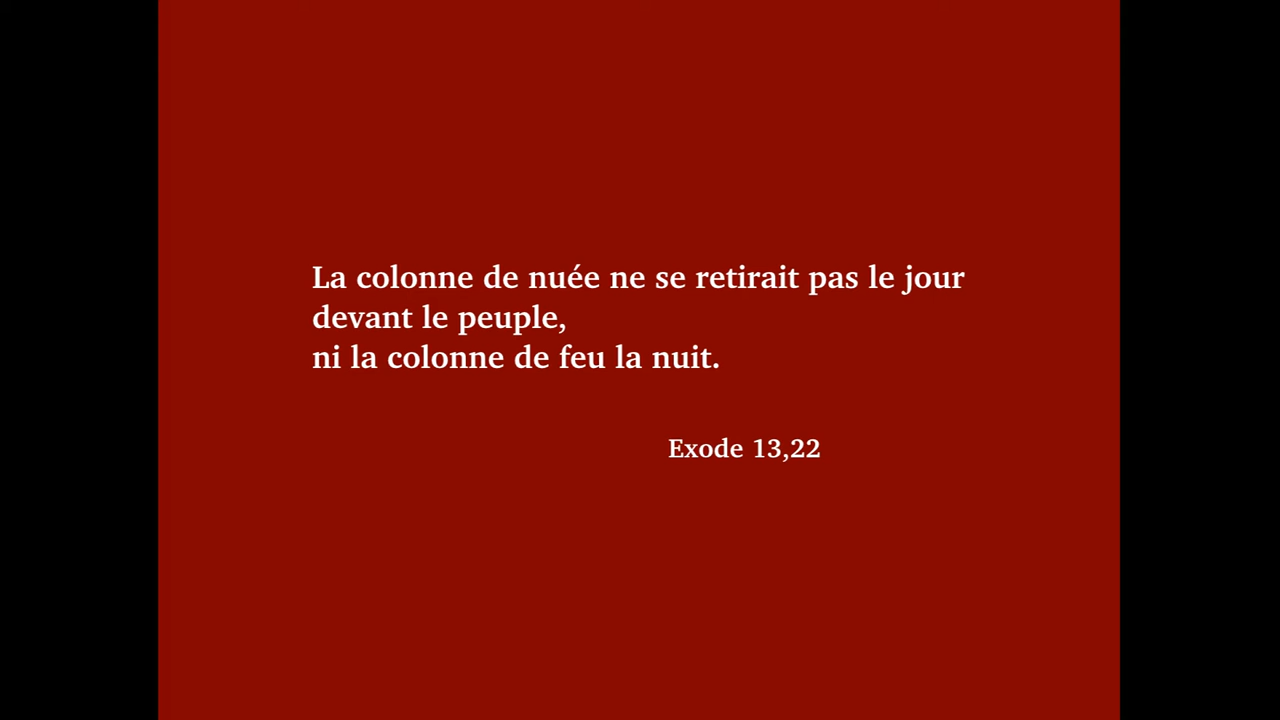 La colonne de nuée ne se retirait pas le jour
devant le peuple,
ni la colonne de feu la nuit.
Exode 13,22